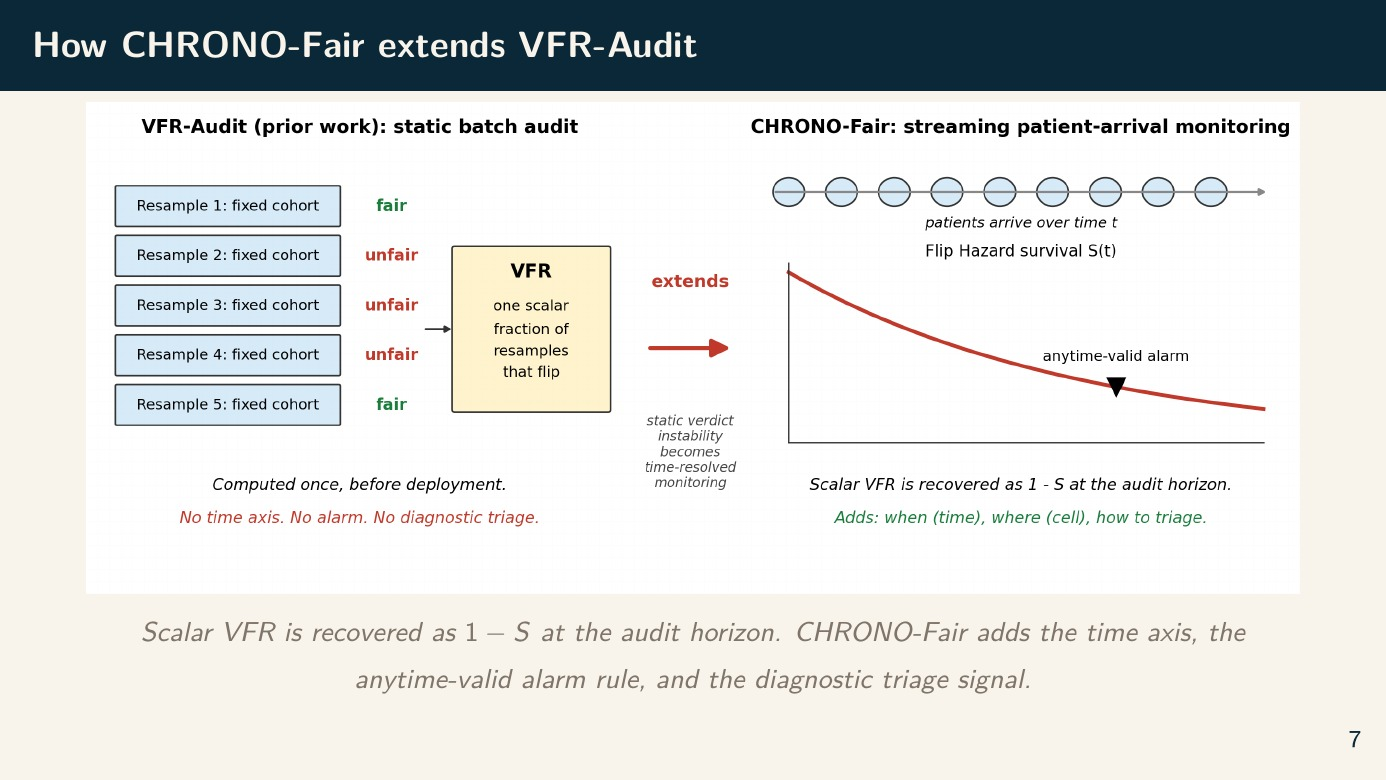 How CHRONO-Fair extends VFR-Audit
VFR-Audit (prior work): static batch audit
Resample 1: fixed cohort
fair
Resample 2: fixed cohort
unfair
Resample 3: fixed cohort
unfair
Resample 4: fixed cohort
unfair
Resample 5: fixed cohort
fair
VFR
one scalar
fraction of
resamples
that flip
Computed once, before deployment.
No time axis. No alarm. No diagnostic triage.
extends
static verdict
instability
becomes
time-resolved
monitoring
CHRONO-Fair: streaming patient-arrival monitoring
patients arrive over time t
Flip Hazard survival S(t)
anytime-valid alarm
Scalar VFR is recovered as 1 - S at the audit horizon.
Adds: when (time), where (cell), how to triage.
Scalar VFR is recovered as 1 − S at the audit horizon. CHRONO-Fair adds the time axis, the
anytime-valid alarm rule, and the diagnostic triage signal.
7